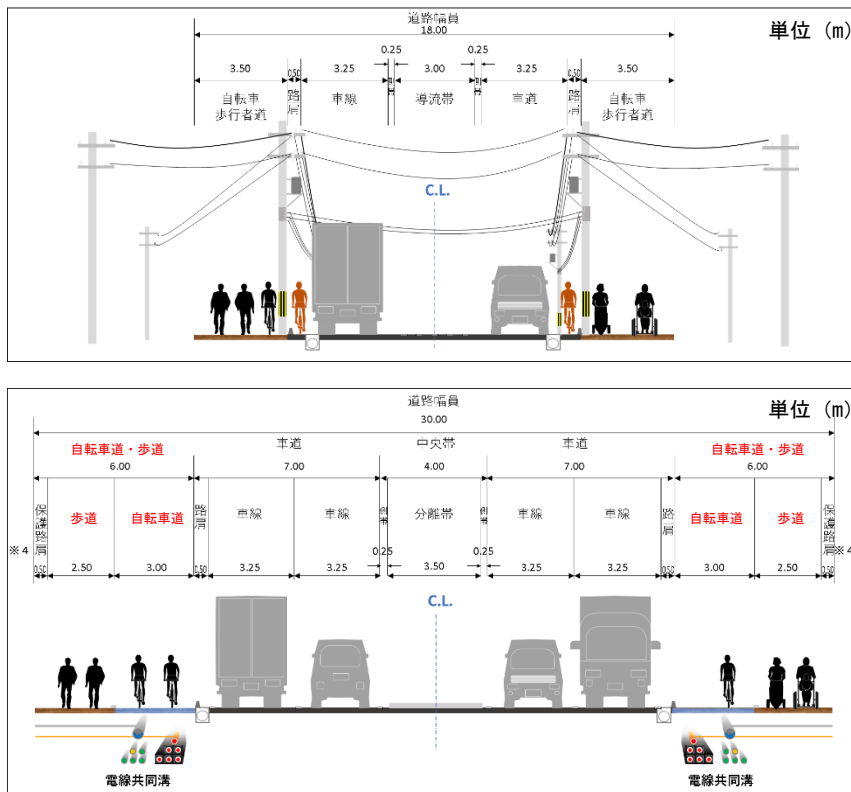 道路幅員
18.00
単位 (m)
0.25 0.25
3.50 0.50 3.25 3.00 3.25 0.50 3.50
自転車歩行者道 路肩 車線 導流帯 車道 路肩 自転車歩行者道
C.L.
道路幅員
30.00
単位 (m)
自転車道・歩道 車道 中央帯 車道 自転車道・歩道
6.00 7.00 4.00 7.00 6.00
※4 保護路肩 歩道 自転車道 路肩 車線 車線 分離帯 車線 車線 路肩 自転車道 歩道 保護路肩 ※4
0.25 0.25
0.50 2.50 3.00 0.50 3.25 3.25 3.50 3.25 3.25 0.50 3.00 2.50 0.50
C.L.
電線共同溝 電線共同溝